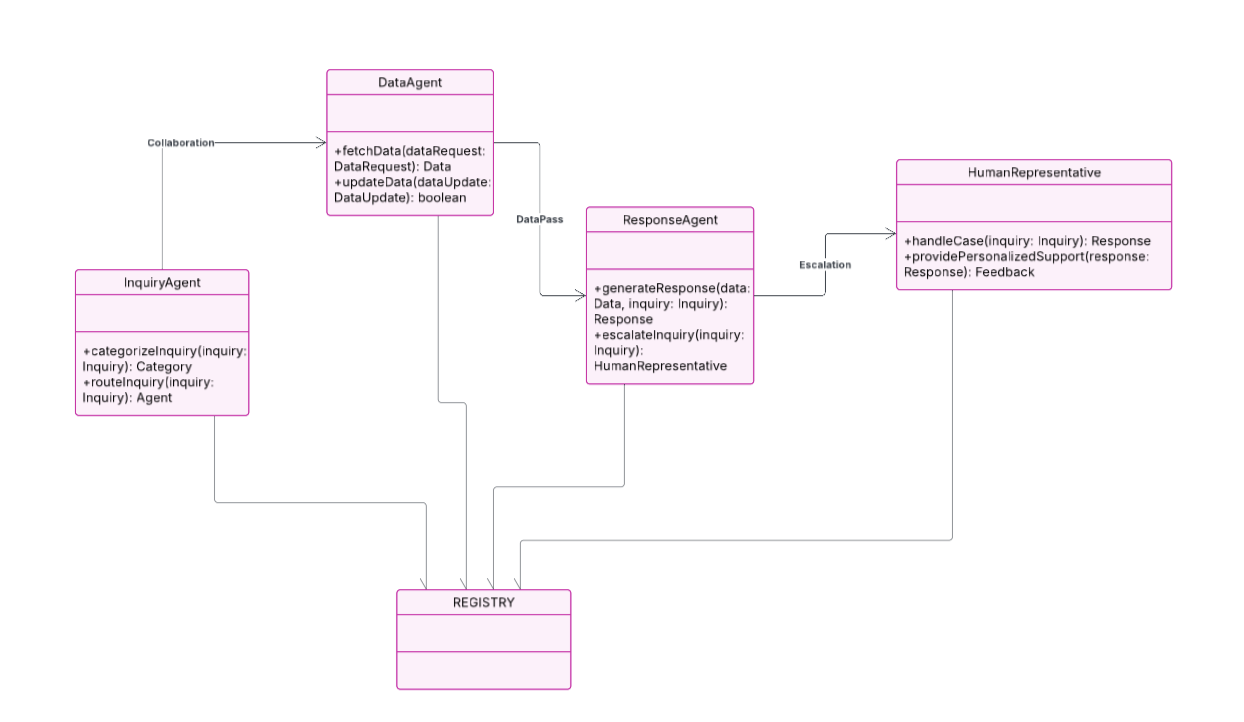 DataAgent
Collaboration
+fetchData(dataRequest:
DataRequest): Data
+updateData(dataUpdate:
DataUpdate): boolean
HumanRepresentative
DataPass
ResponseAgent
+handleCase(inquiry: Inquiry): Response
+providePersonalizedSupport(response:
Response): Feedback
Escalation
InquiryAgent
+generateResponse(data:
Data, inquiry: Inquiry):
Response
+escalateInquiry(inquiry:
Inquiry):
HumanRepresentative
+categorizeInquiry(inquiry:
Inquiry): Category
+routeInquiry(inquiry:
Inquiry): Agent
REGISTRY